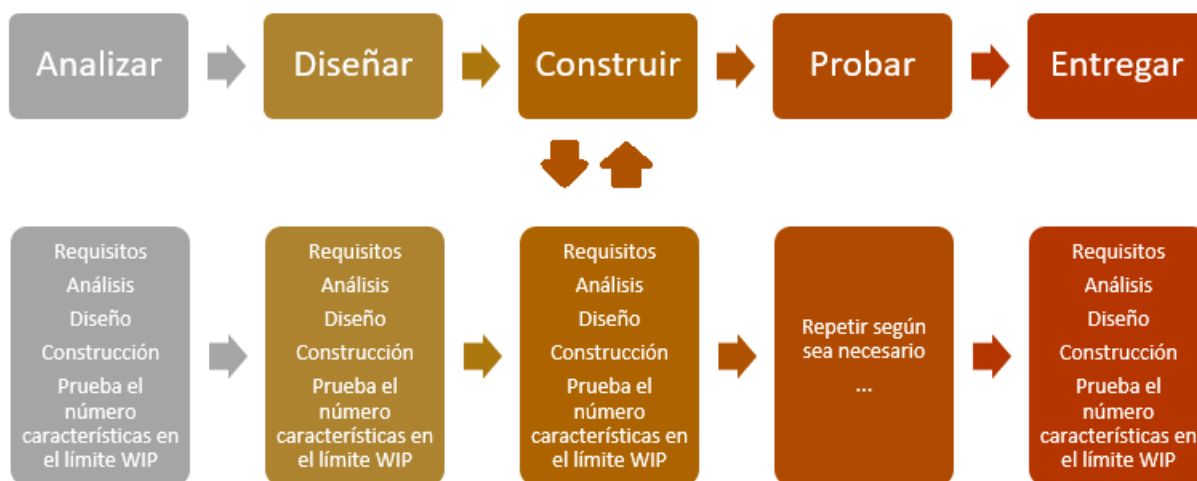 Analizar
Diseñar
Construir
Probar
Entregar
Requisitos
Análisis
Diseño
Construcción
Prueba el
número
características en
el límite WIP
Requisitos
Análisis
Diseño
Construcción
Prueba el
número
características en
el límite WIP
Requisitos
Análisis
Diseño
Construcción
Prueba el
número
características en
el límite WIP
Repetir según
sea necesario
...
Requisitos
Análisis
Diseño
Construcción
Prueba el
número
características en
el límite WIP